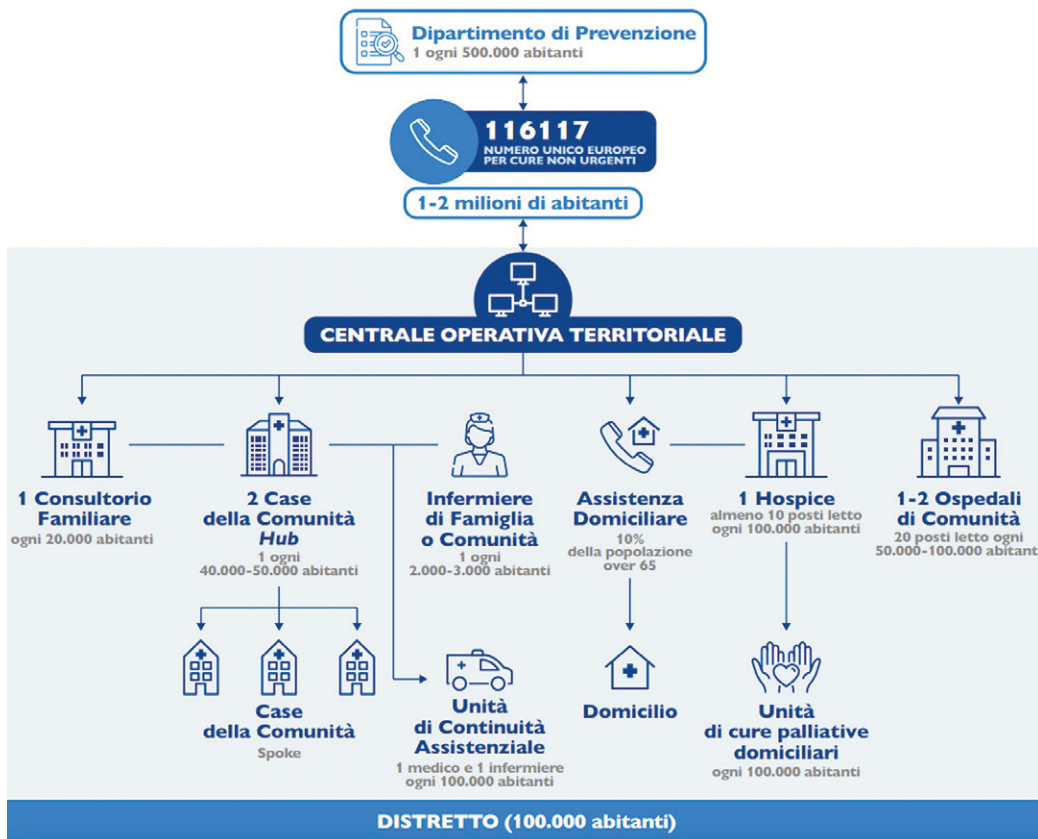 Dipartimento di Prevenzione
1 ogni 500.000 abitanti
116117
NUMERO UNICO EUROPEO
PER CURE NON URGENTI
1-2 milioni di abitanti
CENTRALE OPERATIVA TERRITORIALE
1 Consultorio
Familiare
ogni 20.000 abitanti
2 Case
della Comunità
Hub
1 ogni
40.000-50.000 abitanti
Infermiere
di Famiglia
o Comunità
1 ogni
2.000-3.000 abitanti
Assistenza
Domiciliare
10%
della popolazione
over 65
1 Hospice
almeno 10 posti letto
ogni 100.000 abitanti
1-2 Ospedali
di Comunità
20 posti letto ogni
50.000-100.000 abitant
Case
della Comunità
Spoke
Unità
di Continuità
Assistenziale
1 medico e 1 infermiere
ogni 100.000 abitanti
Domicilio
Unità
di cure palliative
domiciliari
ogni 100.000 abitanti
DISTRETTO (100.000 abitanti)